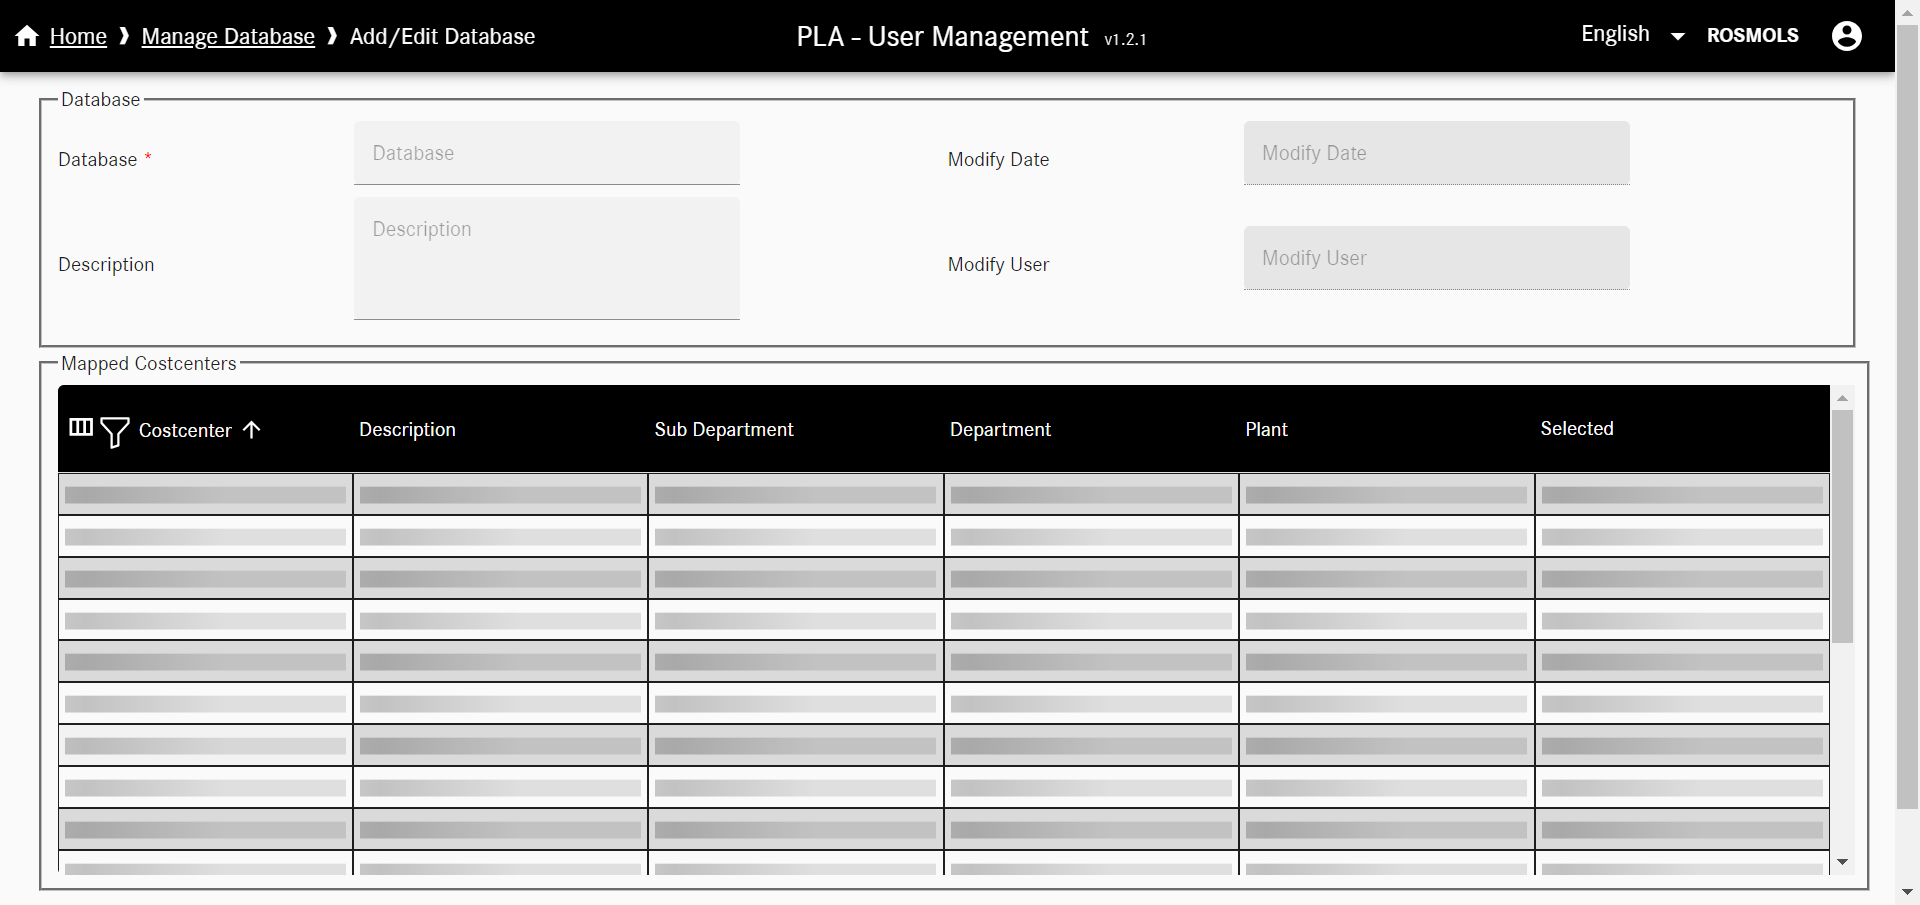 Home ❱ Manage Database ❱ Add/Edit Database
PLA - User Management v1.2.1
English
ROSMOLS
Database
Database *
Database
Modify Date
Modify Date
Description
Description
Modify User
Modify User
Mapped Costcenters
Costcenter
Description
Sub Department
Department
Plant
Selected